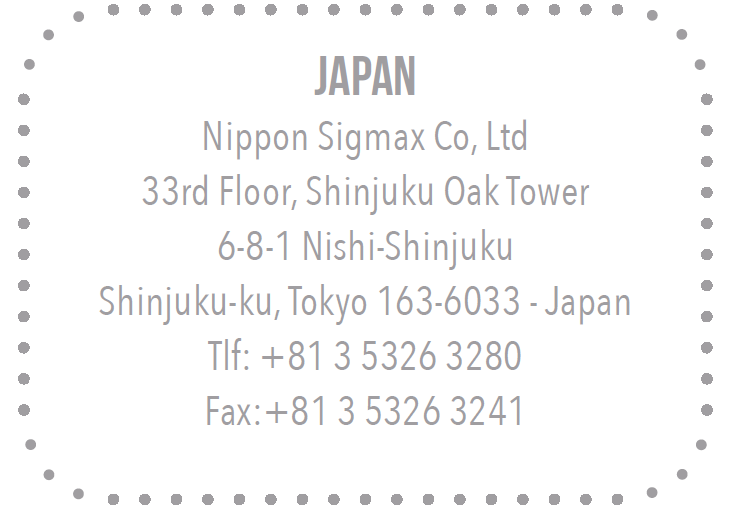 JAPAN
Nippon Sigmax Co, Ltd
33rd Floor, Shinjuku Oak Tower
6-8-1 Nishi-Shinjuku
Shinjuku-ku, Tokyo 163-6033 - Japan
Tlf: +81 3 5326 3280
Fax:+81 3 5326 3241